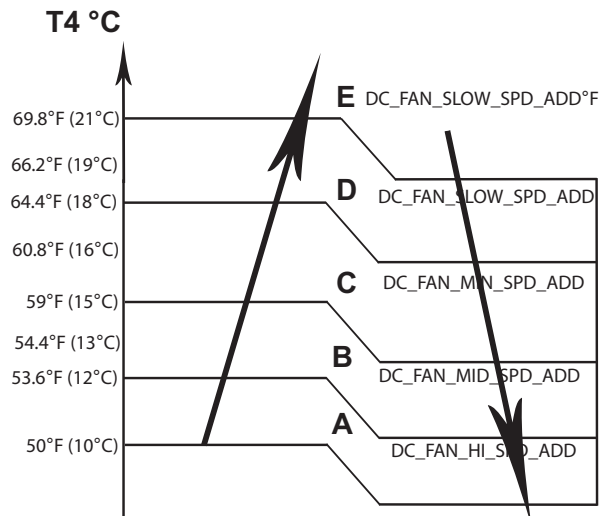 T4 °C
E DC_FAN_SLOW_SPD_ADD°F
69.8°F (21°C)
66.2°F (19°C)
D DC_FAN_SLOW_SPD_ADD
64.4°F (18°C)
60.8°F (16°C)
C DC_FAN_MIN_SPD_ADD
59°F (15°C)
54.4°F (13°C)
B DC_FAN_MID_SPD_ADD
53.6°F (12°C)
A DC_FAN_HI_SPD_ADD
50°F (10°C)